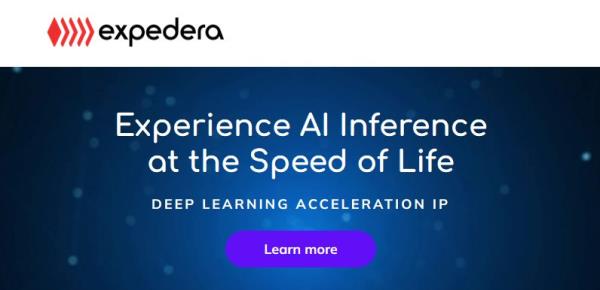 expedera
Experience AI Inference
at the Speed of Life
DEEP LEARNING ACCELERATION IP
Learn more